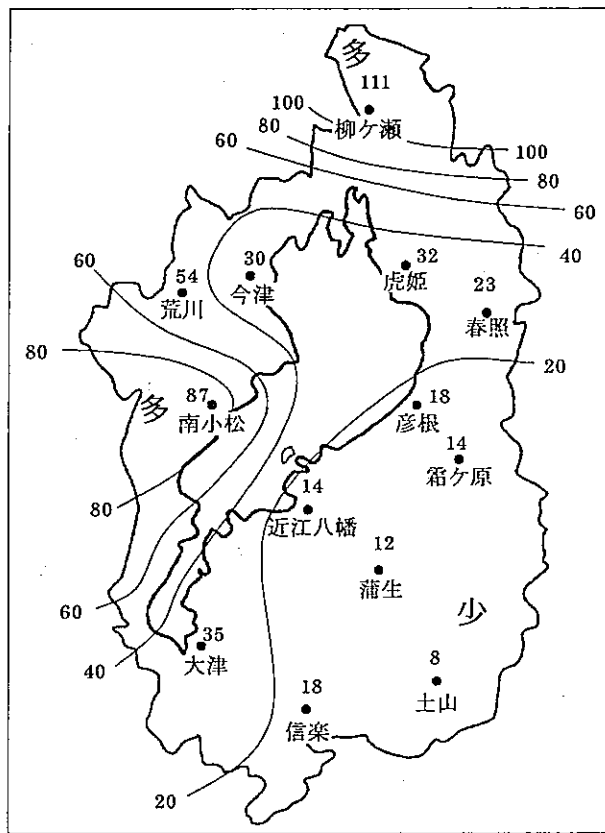 多
111
柳ケ瀬
100
80
60
100
80
60
40
30
今津
54
荒川
32
虎姫
23
春照
60
80
20
87
南小松
多
18
彦根
14
霜ケ原
80
14
近江八幡
12
蒲生
少
60
40
35
大津
8
土山
18
信楽
20